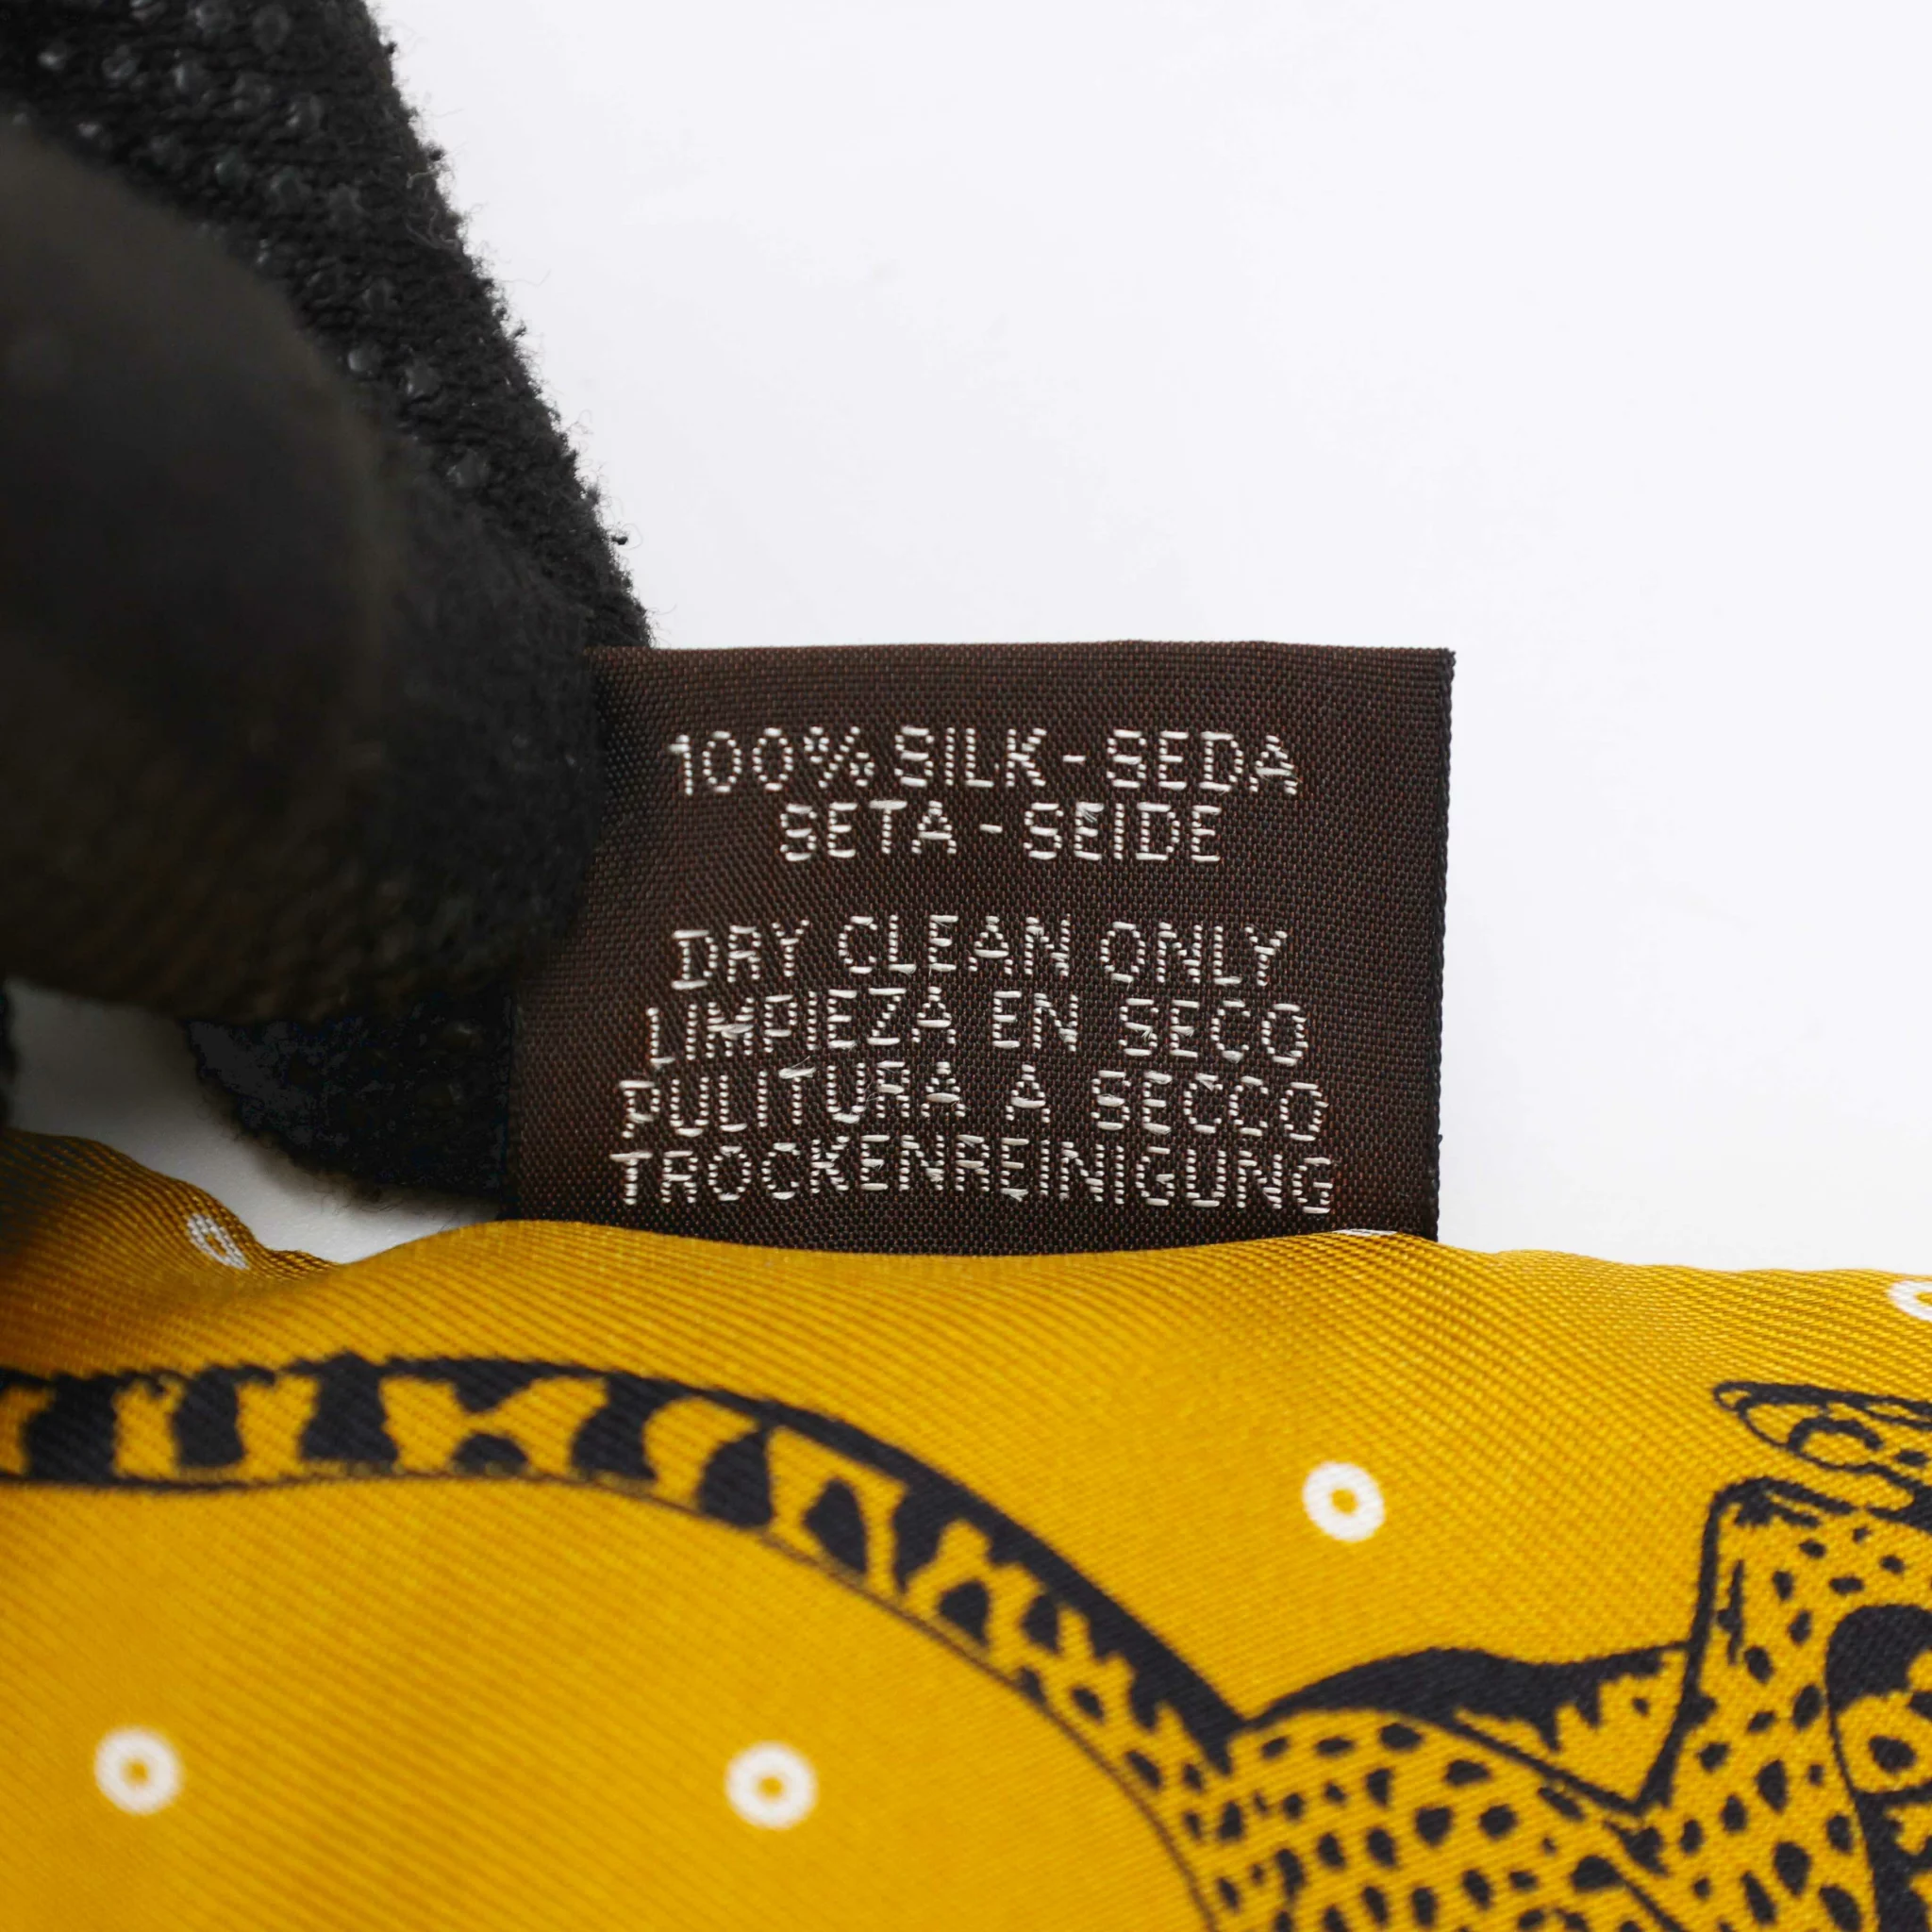 100% SILK - SEDA
SETA - SEIDE
DRY CLEAN ONLY
LIMPIEZA EN SECO
PULITURA A SECCO
TROCKENREINIGUNG